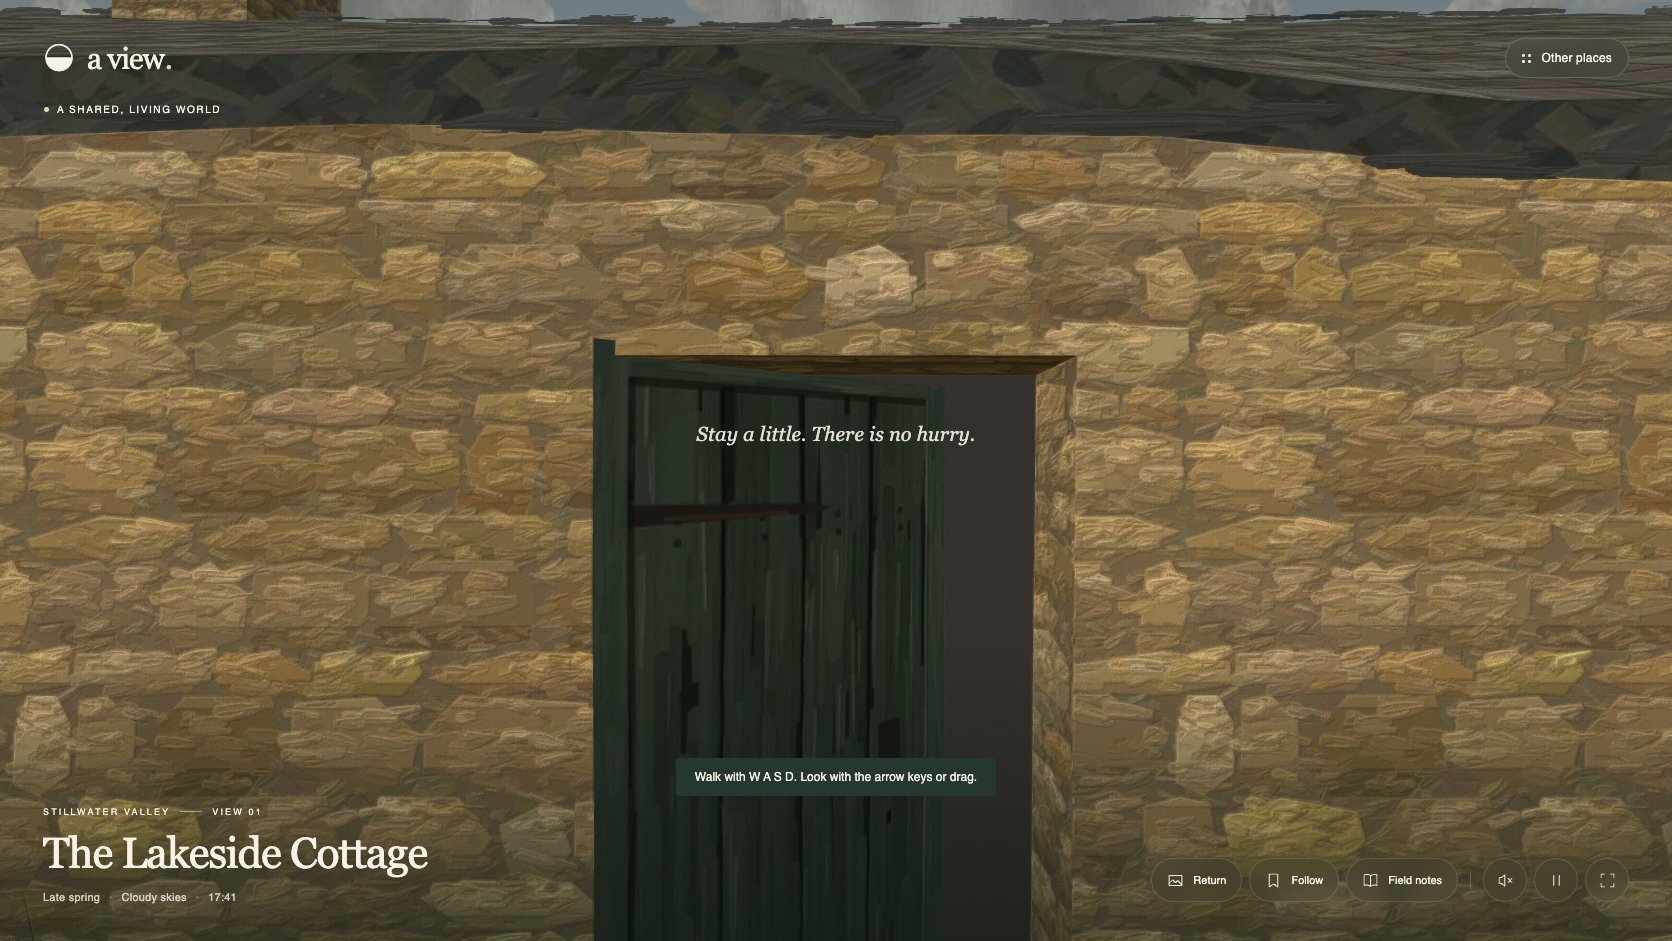 a view.
Other places
A SHARED, LIVING WORLD
Stay a little. There is no hurry.
Walk with W A S D. Look with the arrow keys or drag.
STILLWATER VALLEY — VIEW 01
The Lakeside Cottage
Late spring · Cloudy skies · 17:41
Return
Follow
Field notes